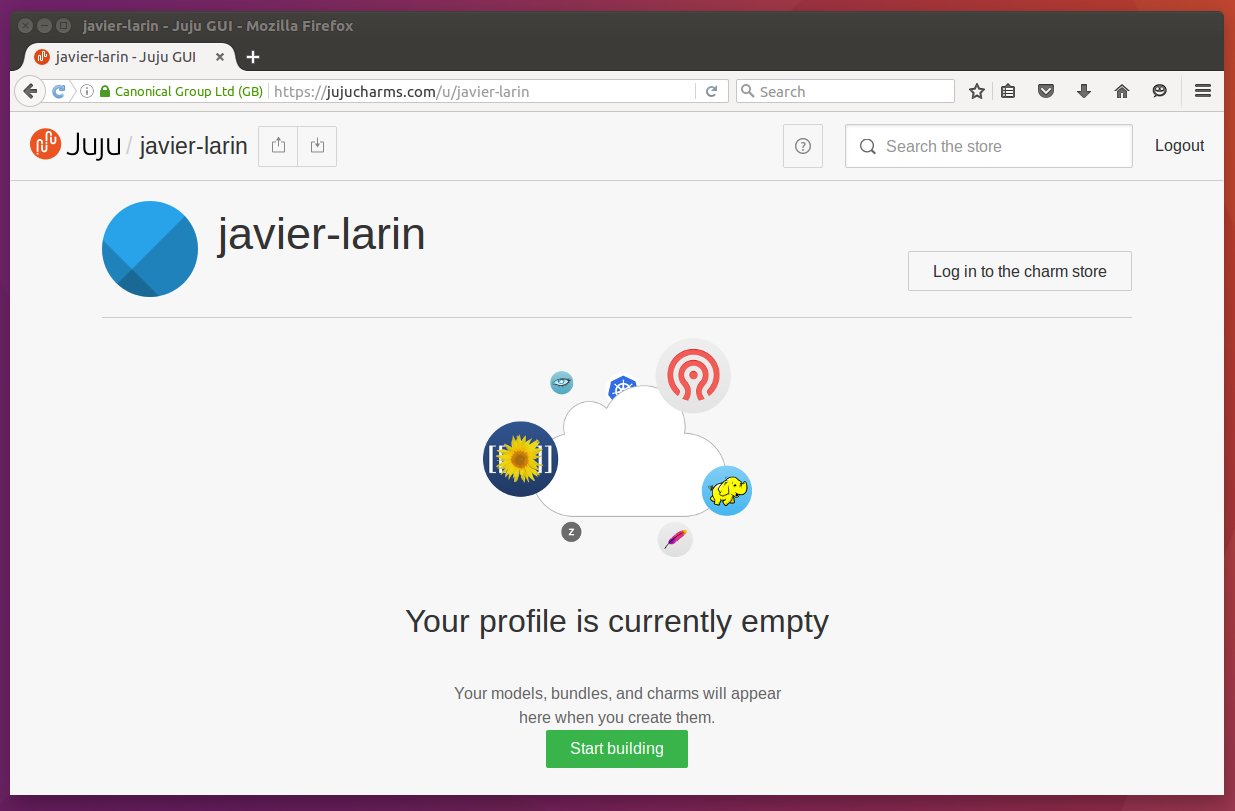 javier-larin - Juju GUI - Mozilla Firefox
javier-larin - Juju GUI
Canonical Group Ltd (GB) https://jujucharms.com/u/javier-larin Search
Juju / javier-larin ? Search the store Logout
javier-larin
Log in to the charm store
[[ ]]
z
Your profile is currently empty
Your models, bundles, and charms will appear
here when you create them.
Start building